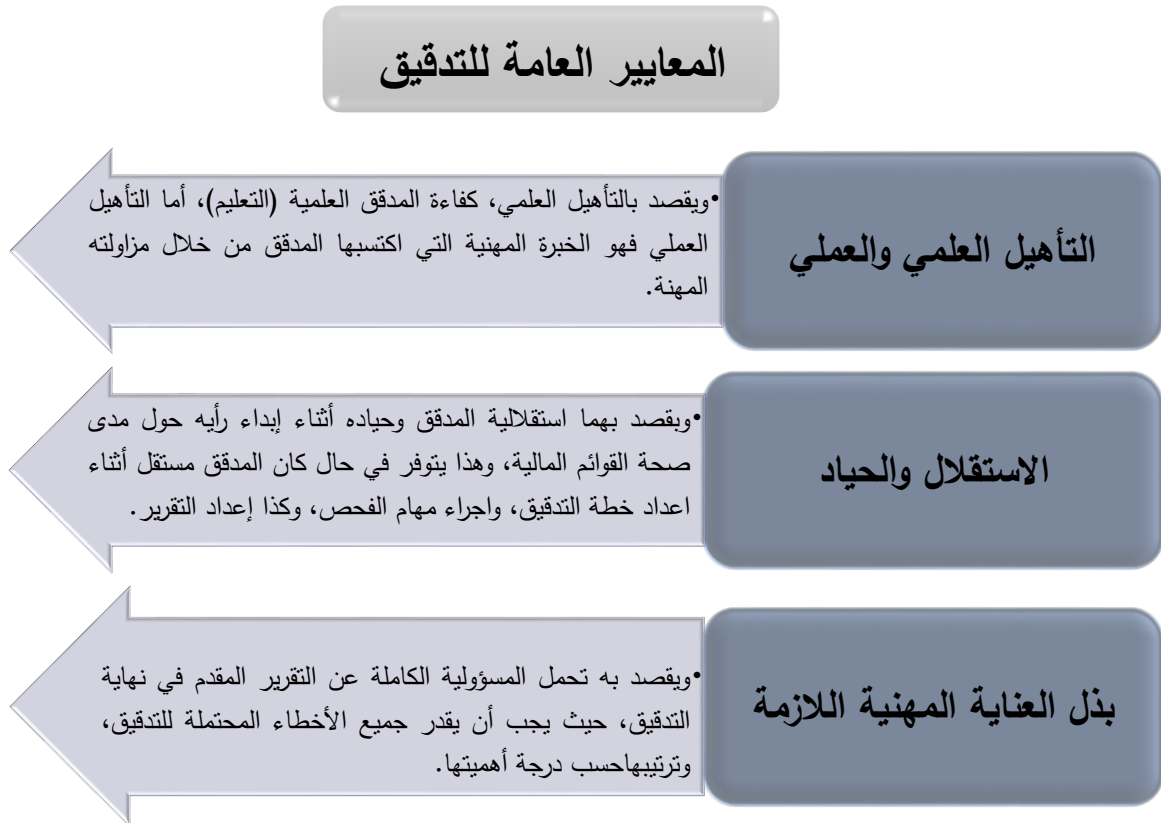 المعايير العامة للتدقيق
التأهيل العلمي والعملي
•ويقصد بالتأهيل العلمي، كفاءة المدقق العلمية (التعليم)، أما التأهيل
العملي فهو الخبرة المهنية التي اكتسبها المدقق من خلال مزاولته
المهنة.
الاستقلال والحياد
•ويقصد بهما استقلالية المدقق وحياده أثناء إبداء رأيه حول مدى
صحة القوائم المالية، وهذا يتوفر في حال كان المدقق مستقل أثناء
اعداد خطة التدقيق، واجراء مهام الفحص، وكذا إعداد التقرير.
بذل العناية المهنية اللازمة
•ويقصد به تحمل المسؤولية الكاملة عن التقرير المقدم في نهاية
التدقيق، حيث يجب أن يقدر جميع الأخطاء المحتملة للتدقيق،
وترتيبهاحسب درجة أهميتها.